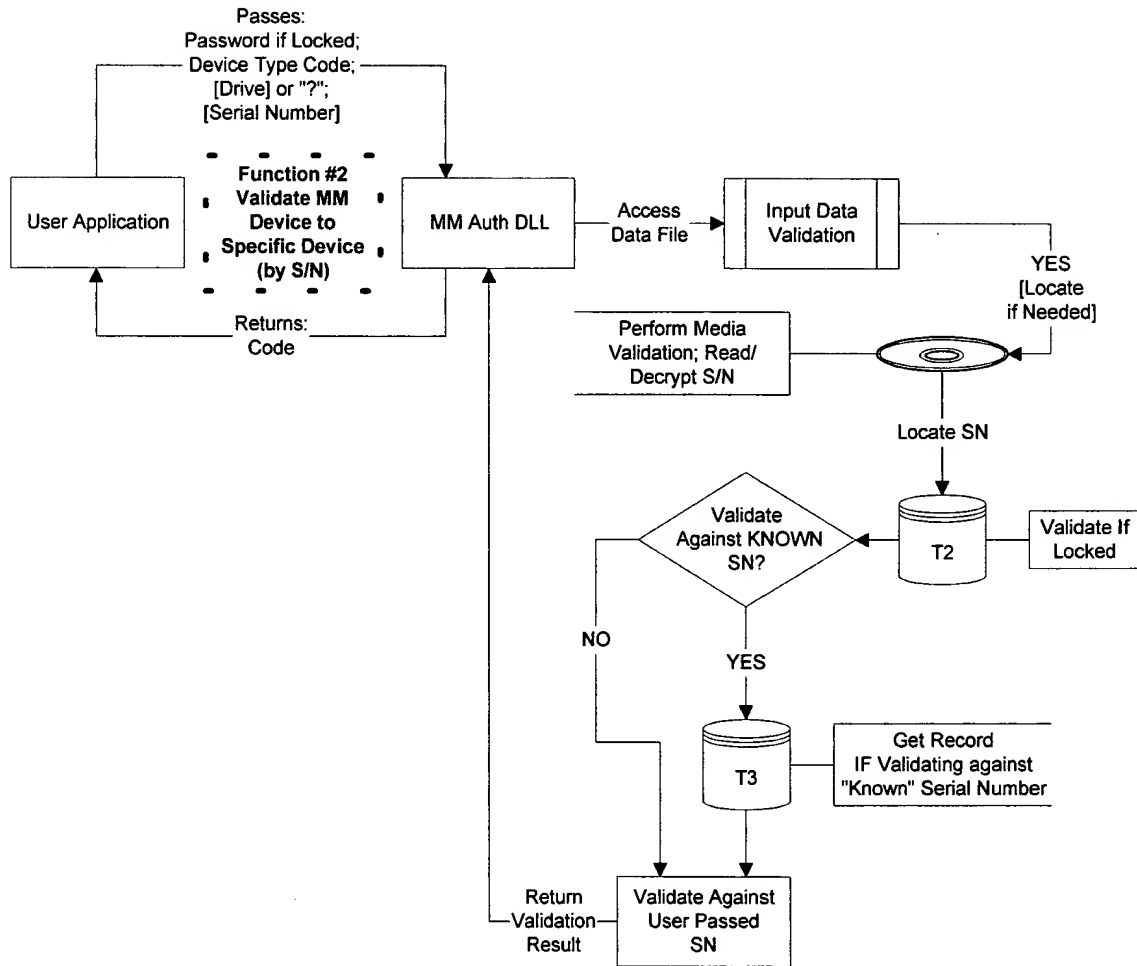 Passes:
Password if Locked;
Device Type Code;
[Drive] or "?";
[Serial Number]
User Application
Function #2
Validate MM
Device to
Specific Device
(by S/N)
MM Auth DLL
Access
Data File
Input Data
Validation
YES
[Locate
if Needed]
Returns:
Code
Perform Media
Validation; Read/
Decrypt S/N
Locate SN
Validate
Against KNOWN
SN?
T2
Validate If
Locked
NO
YES
T3
Get Record
IF Validating against
"Known" Serial Number
Return
Validation
Result
Validate Against
User Passed
SN